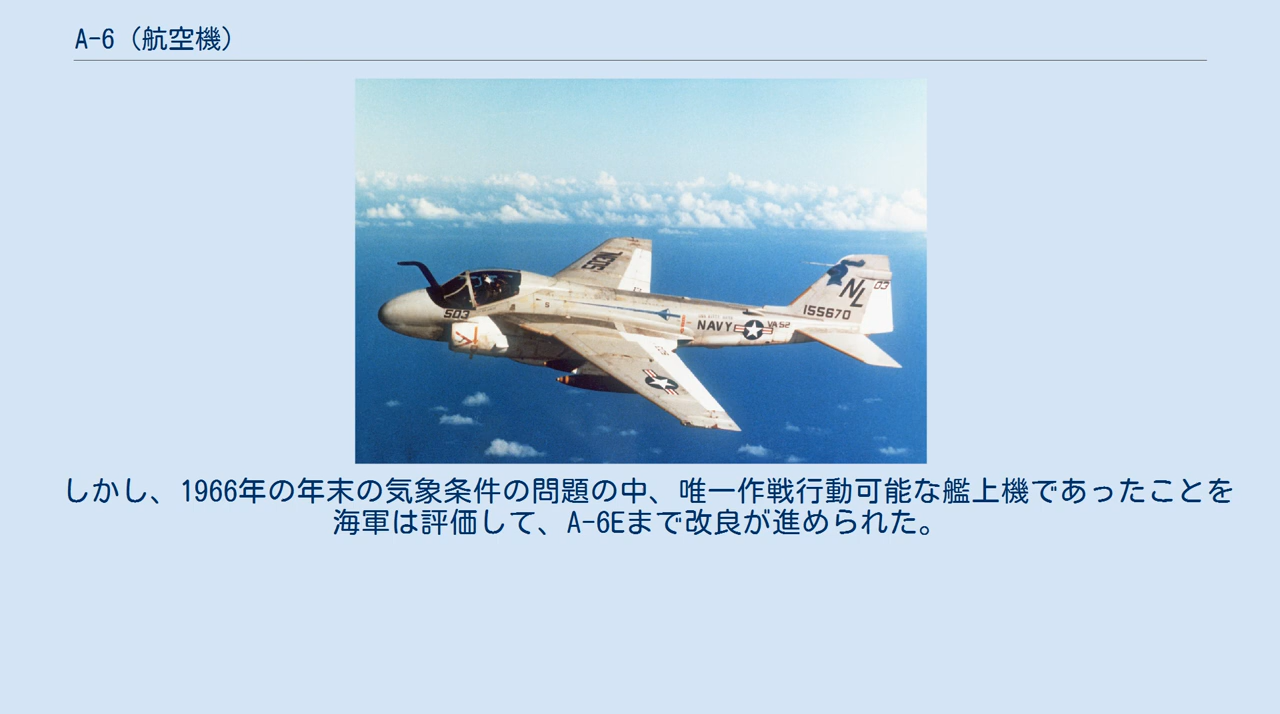 A-6（航空機）
503
NAVY
VA52
NL
03
155670
しかし、1966年の年末の気象条件の問題の中、唯一作戦行動可能な艦上機であったことを
海軍は評価して、A-6Eまで改良が進められた。